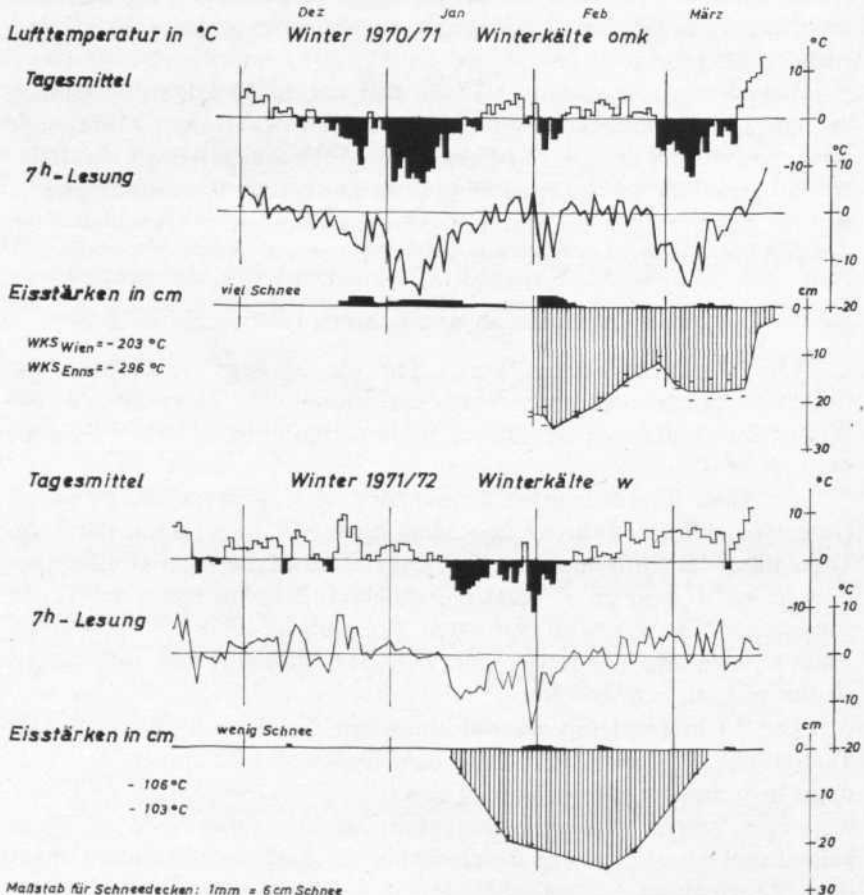 Dez Jan Feb März
Lufttemperatur in °C Winter 1970/71 Winterkälte omk °C
Tagesmittel 10
0 °C
-10 10
7h-Lesung
0
-10
cm
Eisstärken in cm viel Schnee 0 -20
WKS Wien = - 203 °C
WKS Enns = - 296 °C
10
20
+30
Tagesmittel Winter 1971/72 Winterkälte w °C
10
0 °C
-10 10
7h-Lesung
0
-10
cm
Eisstärken in cm wenig Schnee 0 -20
- 106 °C
- 103 °C
10
20
+30
Maßstab für Schneedecken: 1mm = 6 cm Schnee